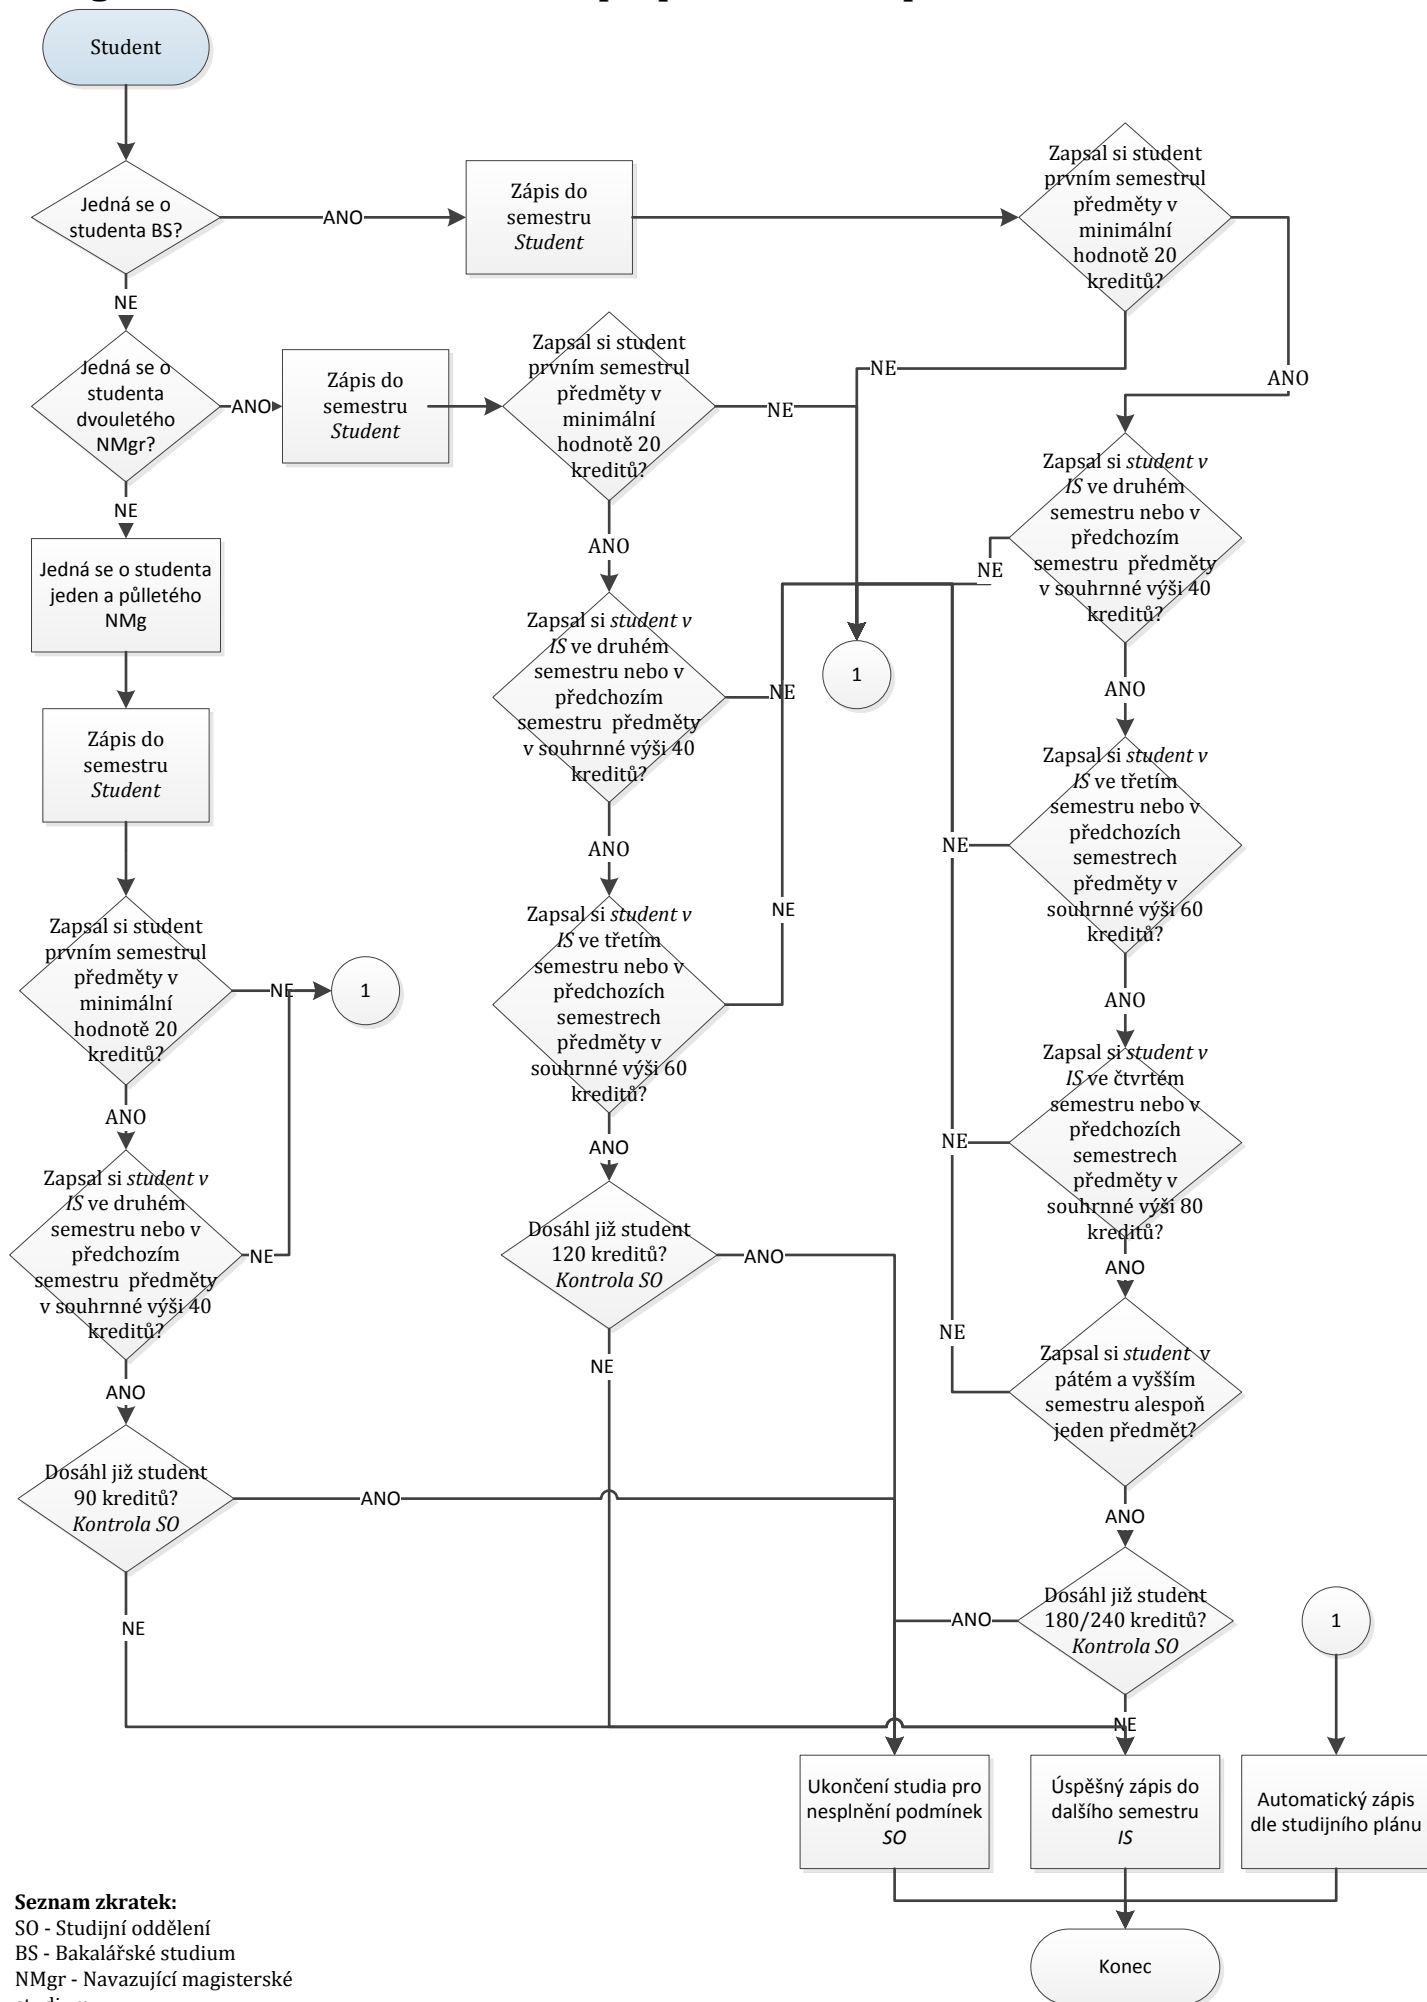 Student
Jedná se o
studenta BS?
ANO
Zápis do
semestru
Student
Zapsal si student
prvním semestrul
předměty v
minimální
hodnotě 20
kreditů?
NE
ANO
NE
Jedná se o
studenta
dvouletého
NMgr?
ANO
Zápis do
semestru
Student
Zapsal si student
prvním semestrul
předměty v
minimální
hodnotě 20
kreditů?
NE
NE
ANO
Zapsal si student v
IS ve druhém
semestru nebo v
předchozím
semestru předměty
v souhrnné výši 40
kreditů?
NE
ANO
Jedná se o studenta
jeden a půlletého
NMg
Zápis do
semestru
Student
Zapsal si student v
IS ve druhém
semestru nebo v
předchozím
semestru předměty
v souhrnné výši 40
kreditů?
NE
ANO
1
Zapsal si student v
IS ve třetím
semestru nebo v
předchozích
semestrech
předměty v
souhrnné výši 60
kreditů?
NE
ANO
Zapsal si student
prvním semestrul
předměty v
minimální
hodnotě 20
kreditů?
NE
1
ANO
Zapsal si student v
IS ve třetím
semestru nebo v
předchozích
semestrech
předměty v
souhrnné výši 60
kreditů?
NE
ANO
Zapsal si student v
IS ve čtvrtém
semestru nebo v
předchozích
semestrech
předměty v
souhrnné výši 80
kreditů?
NE
ANO
Zapsal si student v
IS ve druhém
semestru nebo v
předchozím
semestru předměty
v souhrnné výši 40
kreditů?
NE
ANO
Dosáhl již student
120 kreditů?
Kontrola SO
ANO
NE
Zapsal si student v
pátém a vyšším
semestru alespoň
jeden předmět?
NE
ANO
Dosáhl již student
90 kreditů?
Kontrola SO
ANO
NE
Dosáhl již student
180/240 kreditů?
Kontrola SO
ANO
NE
1
Ukončení studia pro
nesplnění podmínek
SO
Úspěšný zápis do
dalšího semestru
IS
Automatický zápis
dle studijního plánu
Konec
Seznam zkratek:
SO - Studijní oddělení
BS - Bakalářské studium
NMgr - Navazující magisterské